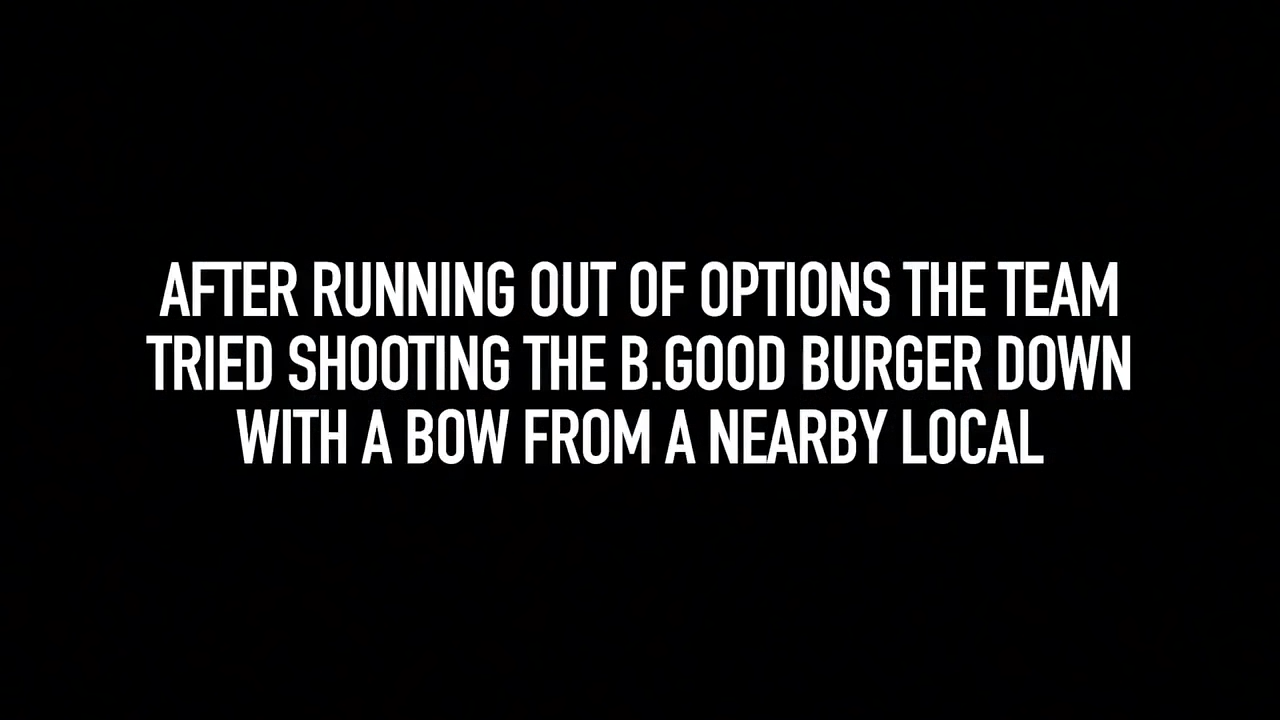 AFTER RUNNING OUT OF OPTIONS THE TEAM
TRIED SHOOTING THE B.GOOD BURGER DOWN
WITH A BOW FROM A NEARBY LOCAL